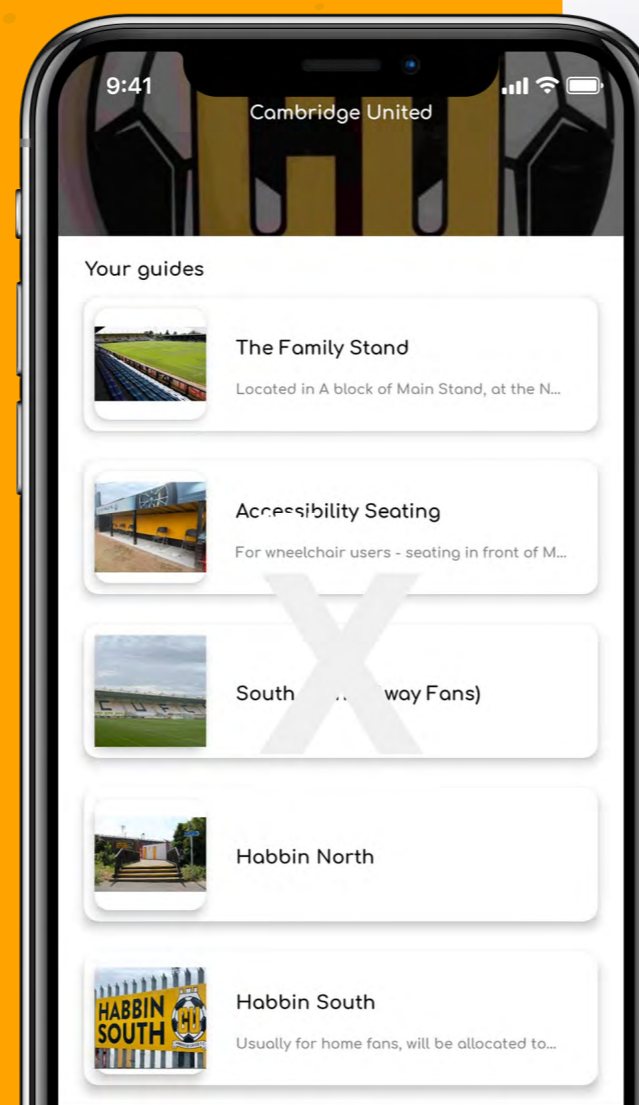 9:41
Cambridge United
CU
Your guides
The Family Stand
Located in A block of Main Stand, at the N...
Accessibility Seating
For wheelchair users - seating in front of M...
X
South way Fans)
Habbin North
HABBIN
SOUTH
CU
Habbin South
Usually for home fans, will be allocated to...